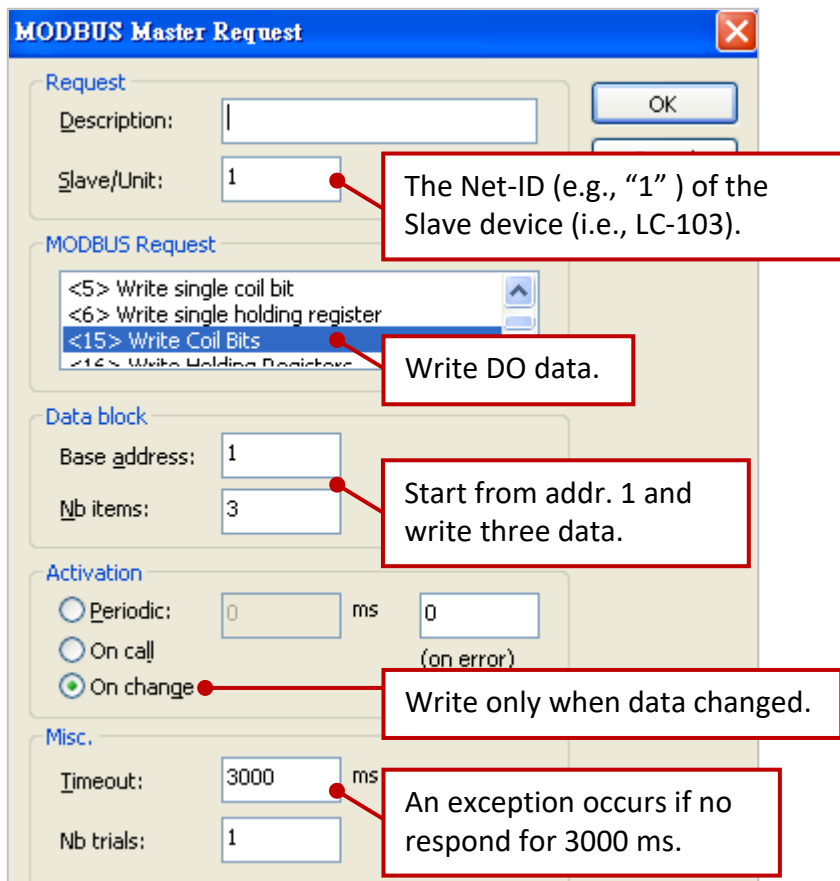 MODBUS Master Request
Request
OK
Description:
Slave/Unit:
1
The Net-ID (e.g., “1” ) of the
Slave device (i.e., LC-103).
MODBUS Request
<5> Write single coil bit
<6> Write single holding register
<15> Write Coil Bits
<16> Write Holding Registers
Write DO data.
Data block
Base address:
1
Nb items:
3
Start from addr. 1 and
write three data.
Activation
Periodic:
0
ms
0
On call
(on error)
On change
Write only when data changed.
Misc.
Timeout:
3000
ms
An exception occurs if no
respond for 3000 ms.
Nb trials:
1